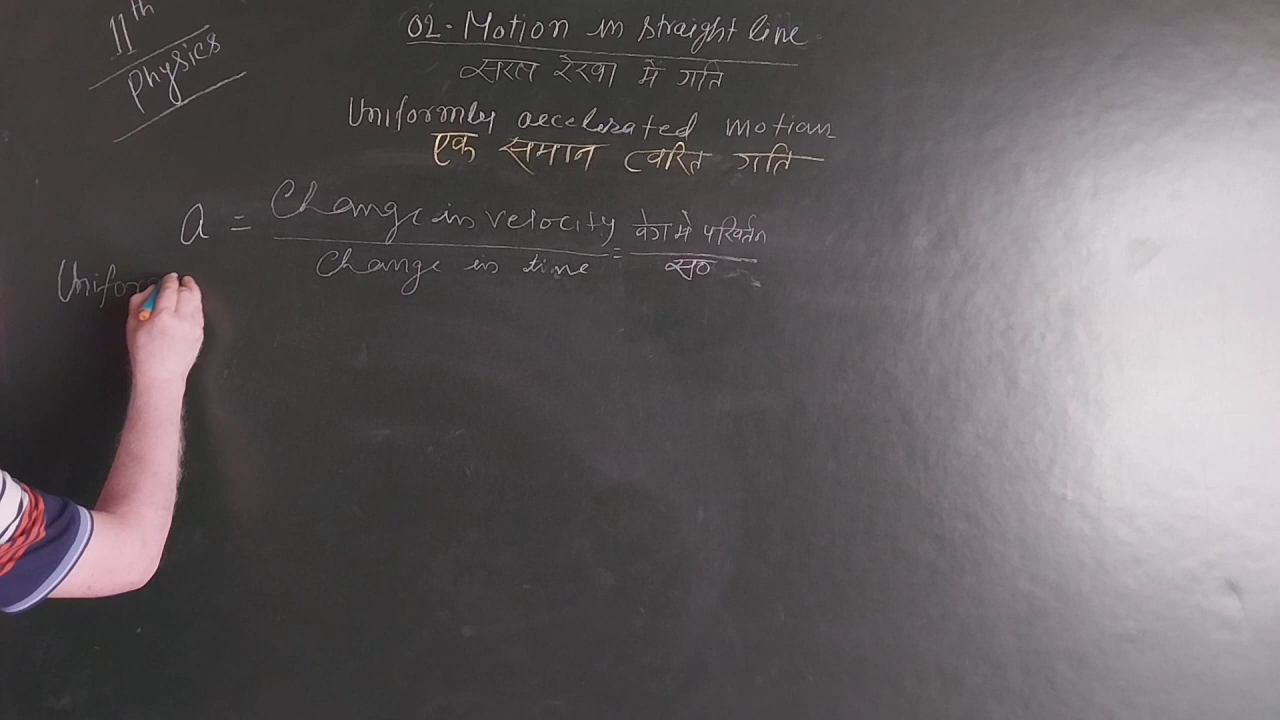 11th
Physics
02. Motion in straight line
सरल रेखा में गति
Uniformly accelerated motion
एक समान त्वरित गति
a = Change in velocity / Change in time = वेग में परिवर्तन / स०
Unifor